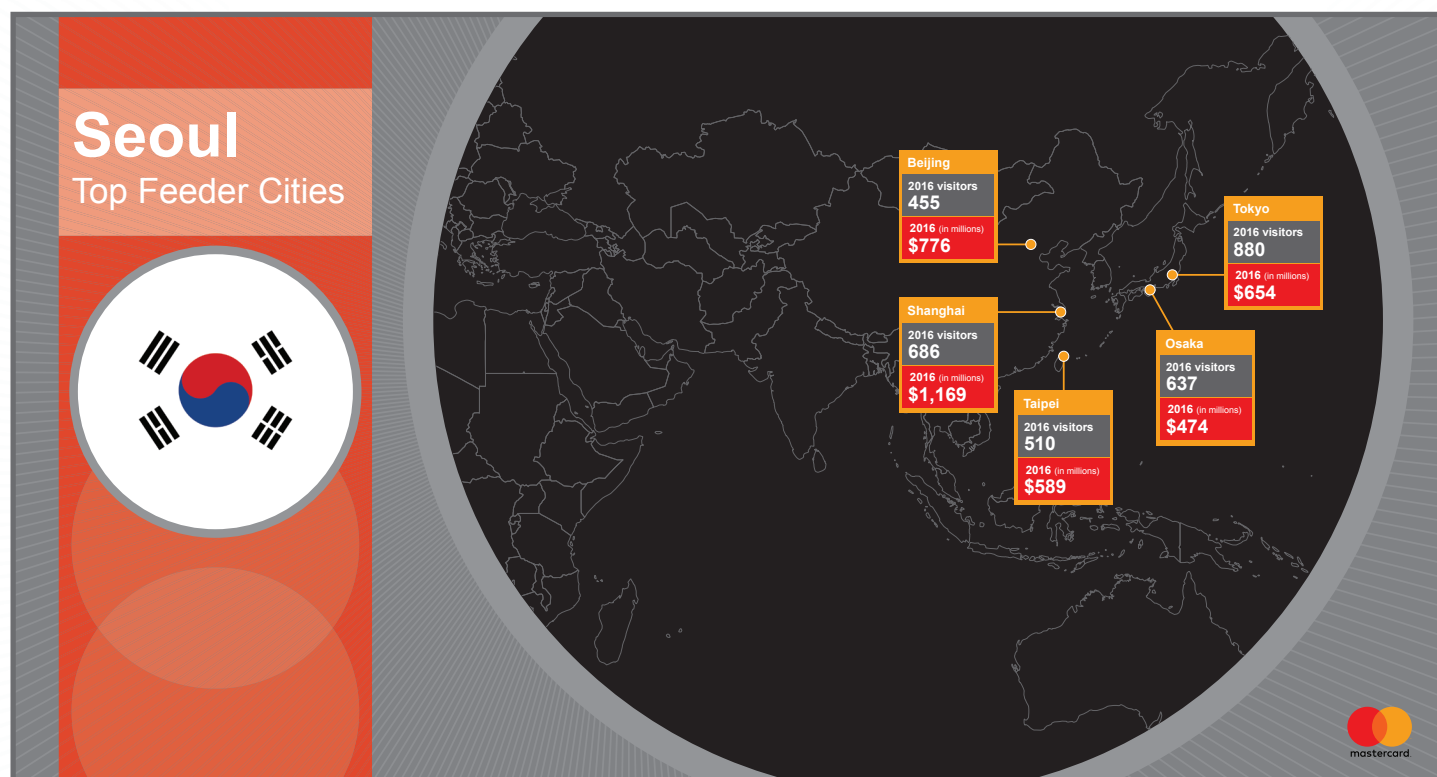 Seoul
Top Feeder Cities
Beijing
2016 visitors
455
2016 (in millions)
$776
Tokyo
2016 visitors
880
2016 (in millions)
$654
Shanghai
2016 visitors
686
2016 (in millions)
$1,169
Osaka
2016 visitors
637
2016 (in millions)
$474
Taipei
2016 visitors
510
2016 (in millions)
$589
mastercard